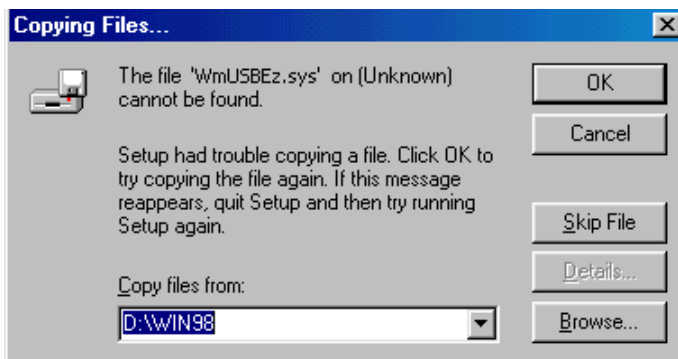 Copying Files...
The file 'WmUSBEz.sys' on (Unknown)
cannot be found.
Setup had trouble copying a file. Click OK to
try copying the file again. If this message
reappears, quit Setup and then try running
Setup again.
Copy files from:
D:\WIN98
OK
Cancel
Skip File
Details...
Browse...